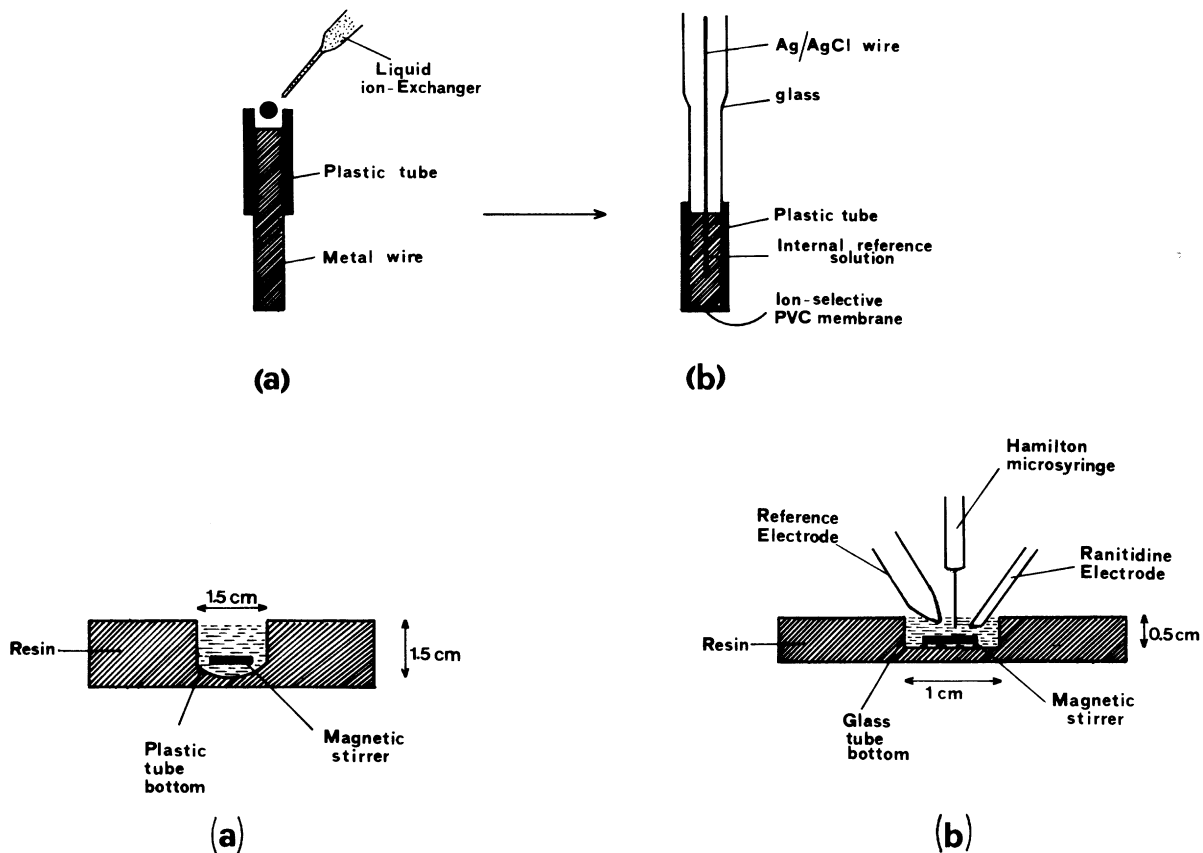 Liquid
ion-Exchanger
Plastic tube
Metal wire
(a)
Ag/AgCl wire
glass
Plastic tube
Internal reference
solution
Ion-selective
PVC membrane
(b)
1.5 cm
Resin
1.5 cm
Plastic
tube
bottom
Magnetic
stirrer
(a)
Hamilton
microsyringe
Reference
Electrode
Ranitidine
Electrode
Resin
0.5 cm
1 cm
Glass
tube
bottom
Magnetic
stirrer
(b)